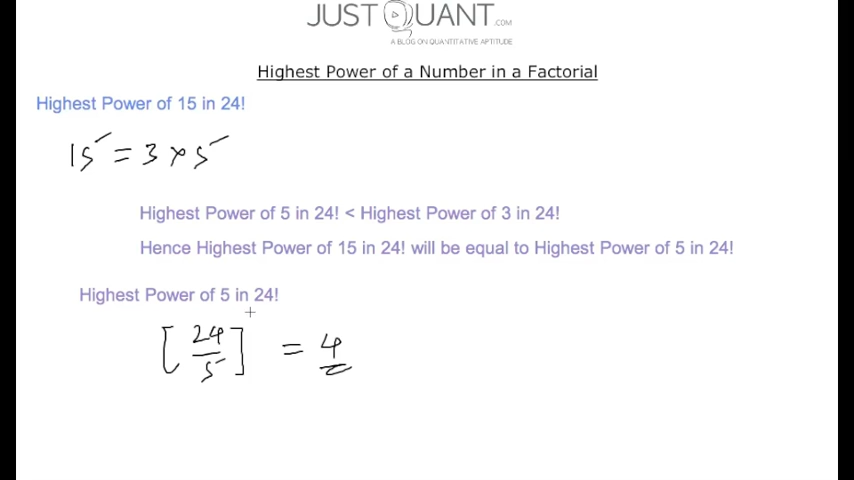 JUST QUANT.COM
A BLOG ON QUANTITATIVE APTITUDE
Highest Power of a Number in a Factorial
Highest Power of 15 in 24!
15 = 3 × 5
Highest Power of 5 in 24! < Highest Power of 3 in 24!
Hence Highest Power of 15 in 24! will be equal to Highest Power of 5 in 24!
Highest Power of 5 in 24!
[24/5] = 4